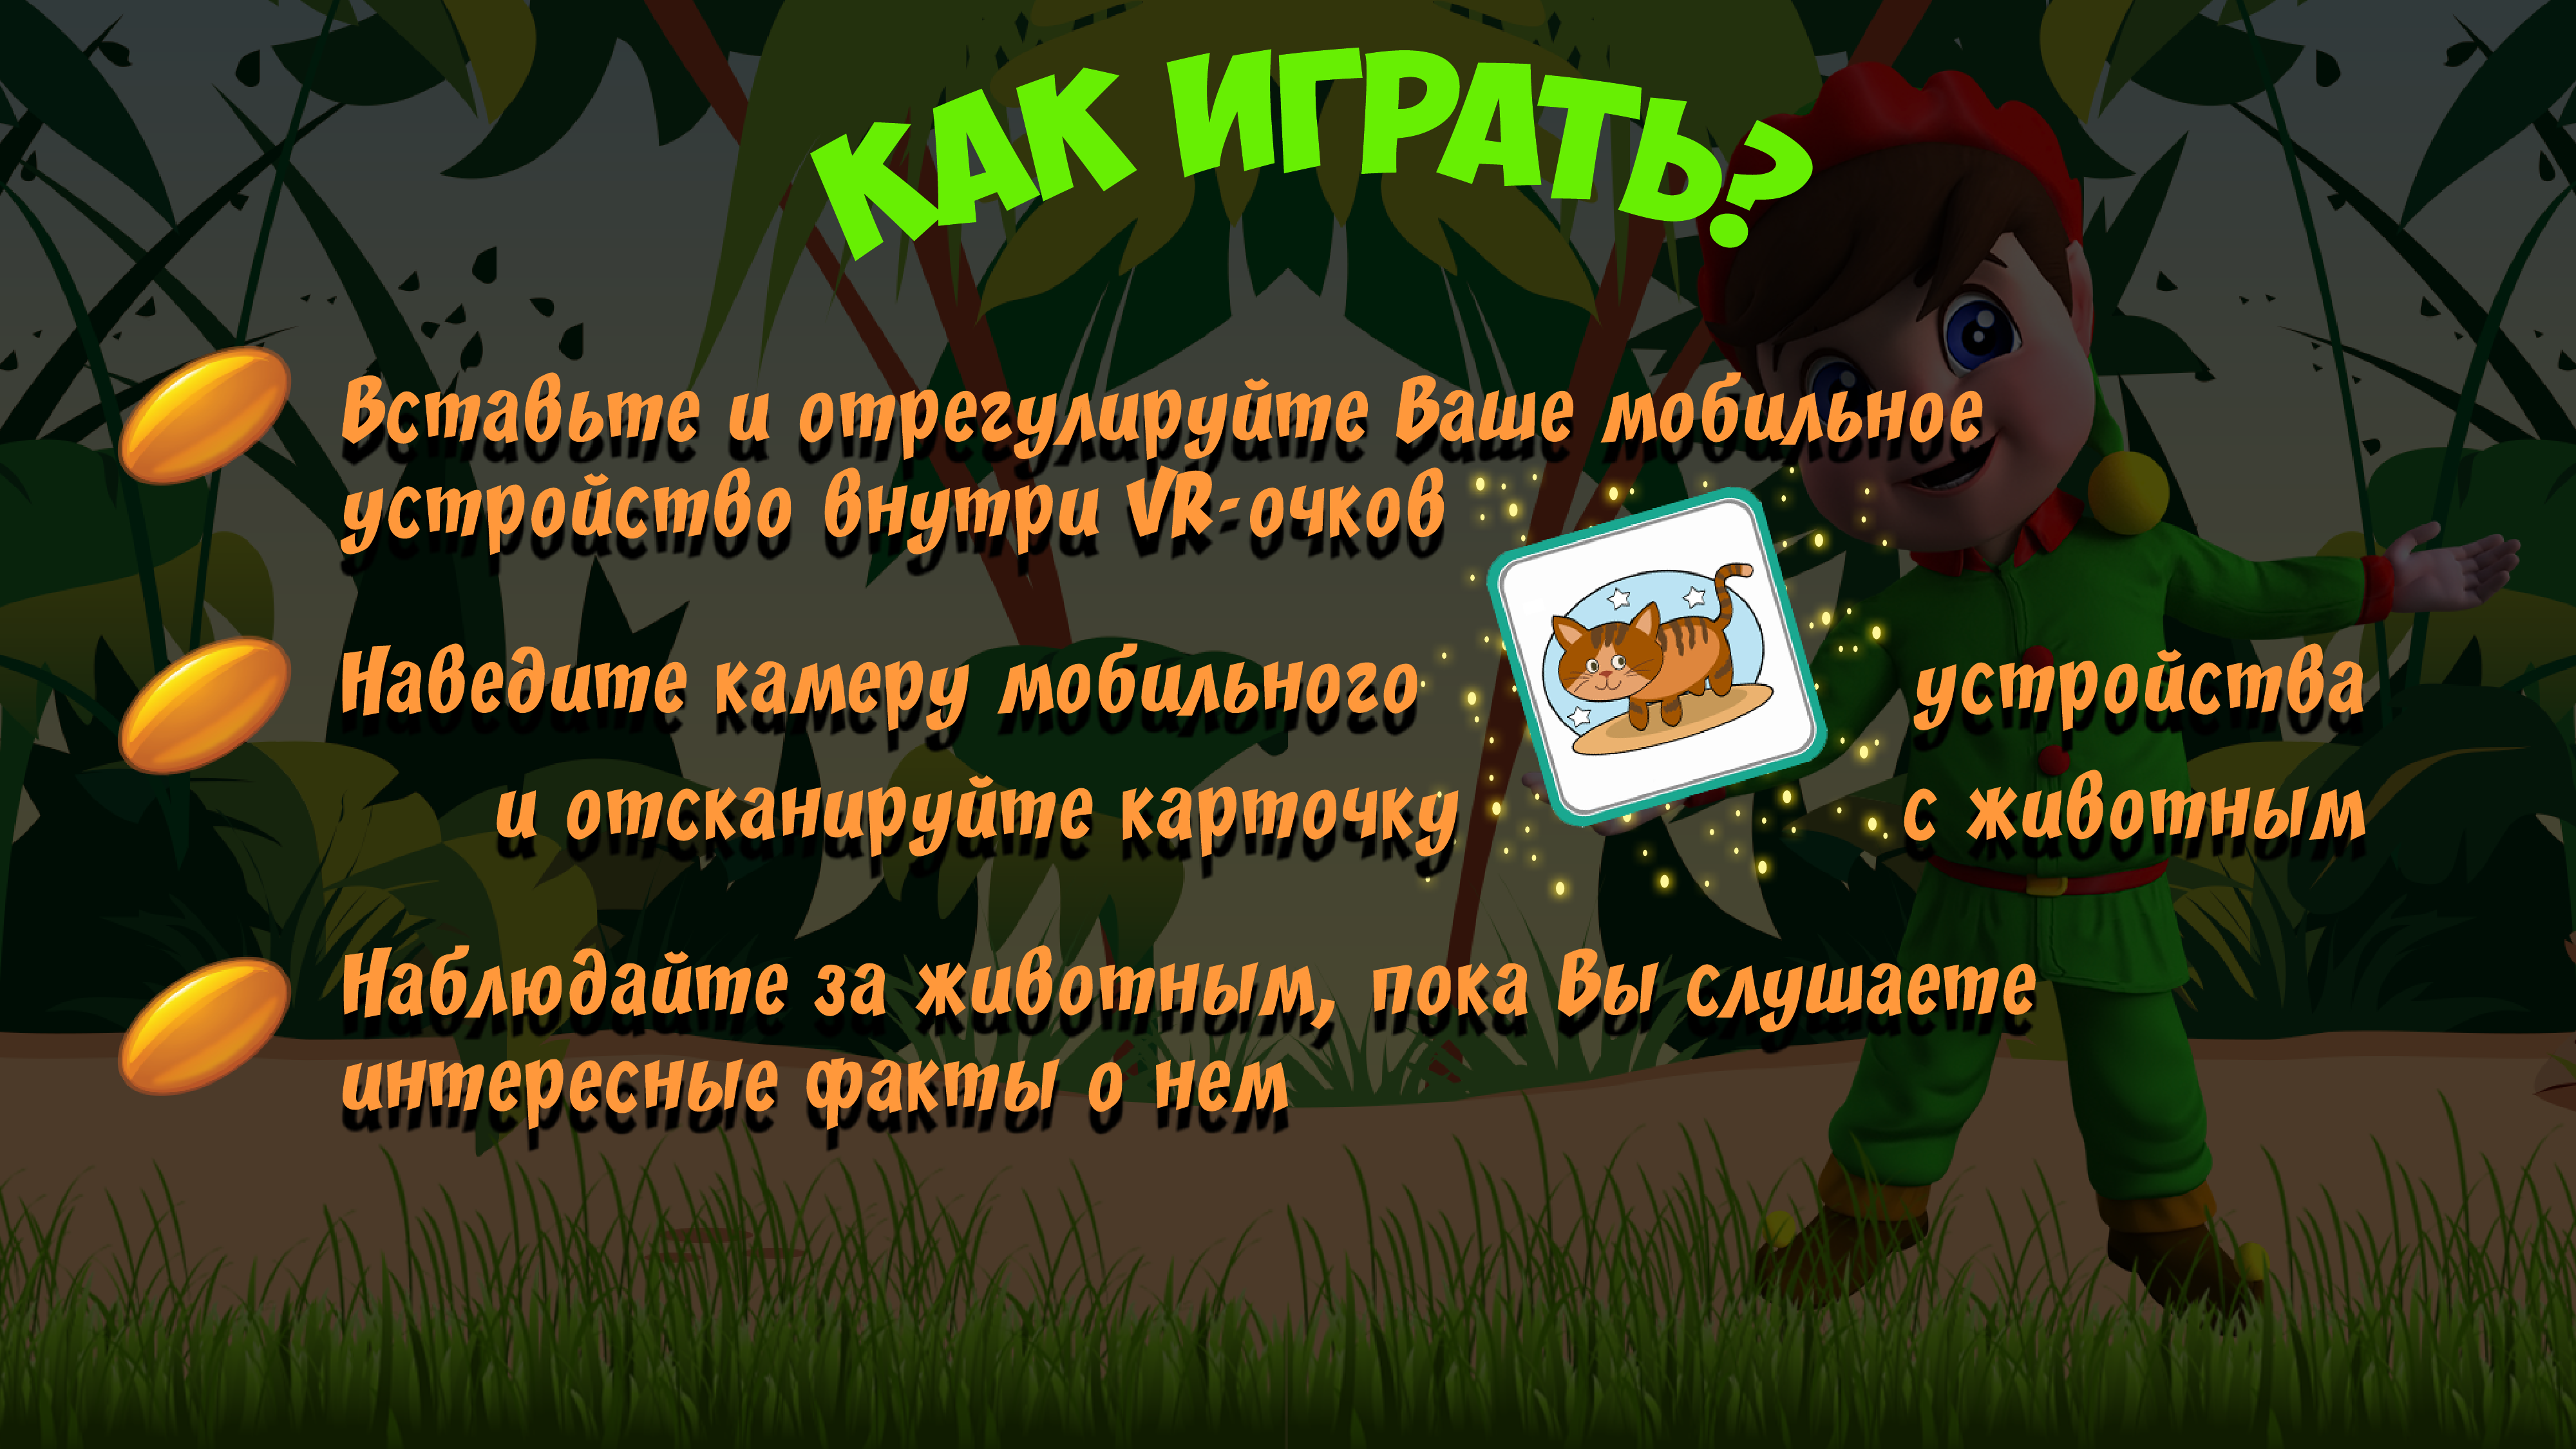 КАК ИГРАТЬ?
Вставьте и отрегулируйте Ваше мобильное
устройство внутри VR-очков
Наведите камеру мобильного устройства
и отсканируйте карточку с животным
Наблюдайте за животным, пока Вы слушаете
интересные факты о нем